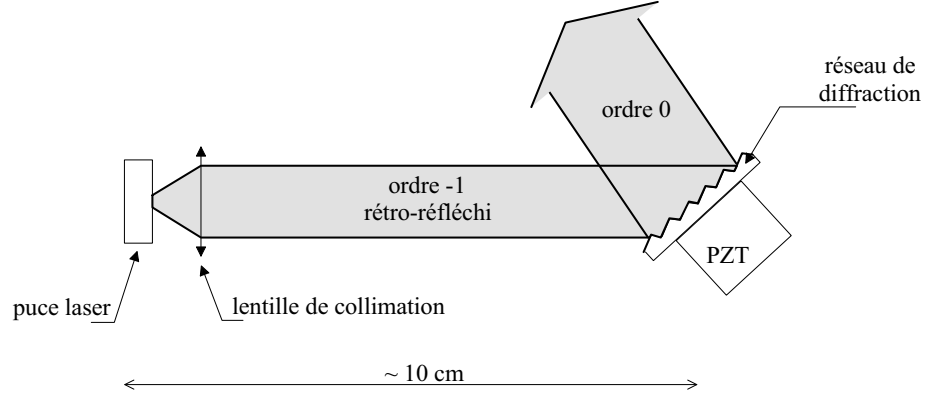 réseau de
diffraction
ordre 0
ordre -1
rétro-réfléchi
PZT
puce laser
lentille de collimation
~ 10 cm